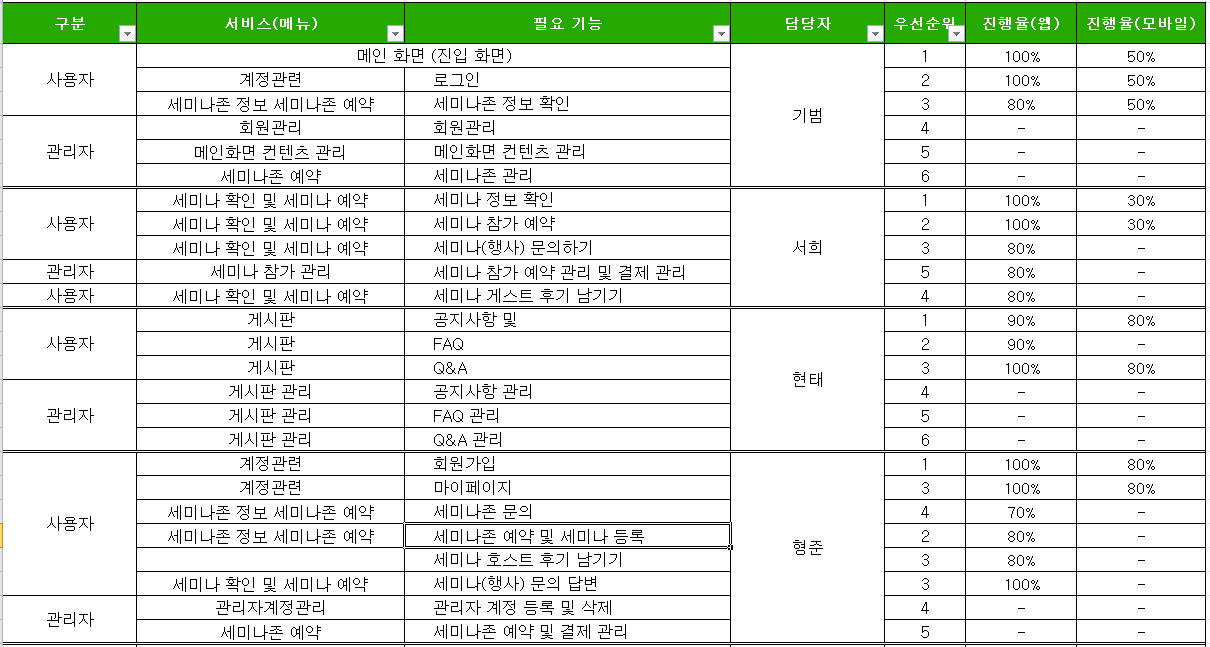 구분 서비스(메뉴) 필요 기능 담당자 우선순위 진행율(웹) 진행율(모바일)
사용자 메인 화면 (진입 화면) 기범 1 100% 50%
계정관련 로그인 2 100% 50%
세미나존 정보 세미나존 예약 세미나존 정보 확인 3 80% 50%
관리자 회원관리 회원관리 4 - -
메인화면 컨텐츠 관리 메인화면 컨텐츠 관리 5 - -
세미나존 예약 세미나존 관리 6 - -
사용자 세미나 확인 및 세미나 예약 세미나 정보 확인 서희 1 100% 30%
세미나 확인 및 세미나 예약 세미나 참가 예약 2 100% 30%
세미나 확인 및 세미나 예약 세미나(행사) 문의하기 3 80% -
관리자 세미나 참가 관리 세미나 참가 예약 관리 및 결제 관리 5 80% -
사용자 세미나 확인 및 세미나 예약 세미나 게스트 후기 남기기 4 80% -
사용자 게시판 공지사항 및 현태 1 90% 80%
게시판 FAQ 2 90% -
게시판 Q&A 3 100% 80%
관리자 게시판 관리 공지사항 관리 4 - -
게시판 관리 FAQ 관리 5 - -
게시판 관리 Q&A 관리 6 - -
사용자 계정관련 회원가입 형준 1 100% 80%
계정관련 마이페이지 3 100% 80%
세미나존 정보 세미나존 예약 세미나존 문의 4 70% -
세미나존 정보 세미나존 예약 세미나존 예약 및 세미나 등록 2 80% -
세미나 호스트 후기 남기기 3 80% -
세미나 확인 및 세미나 예약 세미나(행사) 문의 답변 3 100% -
관리자 관리자계정관리 관리자 계정 등록 및 삭제 4 - -
세미나존 예약 세미나존 예약 및 결제 관리 5 - -